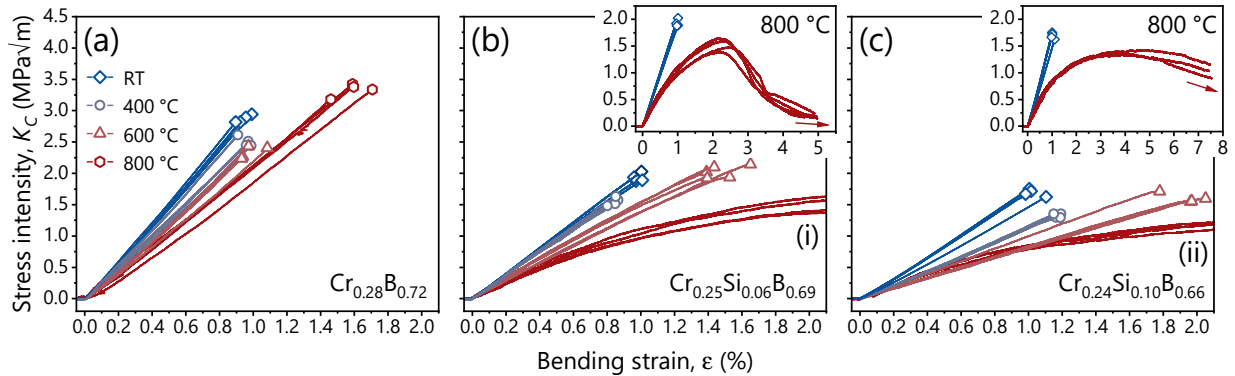 Stress intensity, K_C (MPa√m)
4.5
4.0
3.5
3.0
2.5
2.0
1.5
1.0
0.5
0.0
(a)
RT
400 °C
600 °C
800 °C
Cr0.28B0.72
0.0 0.2 0.4 0.6 0.8 1.0 1.2 1.4 1.6 1.8 2.0
(b)
800 °C
2.0
1.5
1.0
0.5
0.0
0 1 2 3 4 5
(i)
Cr0.25Si0.06B0.69
0.0 0.2 0.4 0.6 0.8 1.0 1.2 1.4 1.6 1.8 2.0
(c)
800 °C
2.0
1.5
1.0
0.5
0.0
0 1 2 3 4 5 6 7 8
(ii)
Cr0.24Si0.10B0.66
0.0 0.2 0.4 0.6 0.8 1.0 1.2 1.4 1.6 1.8 2.0
Bending strain, ε (%)